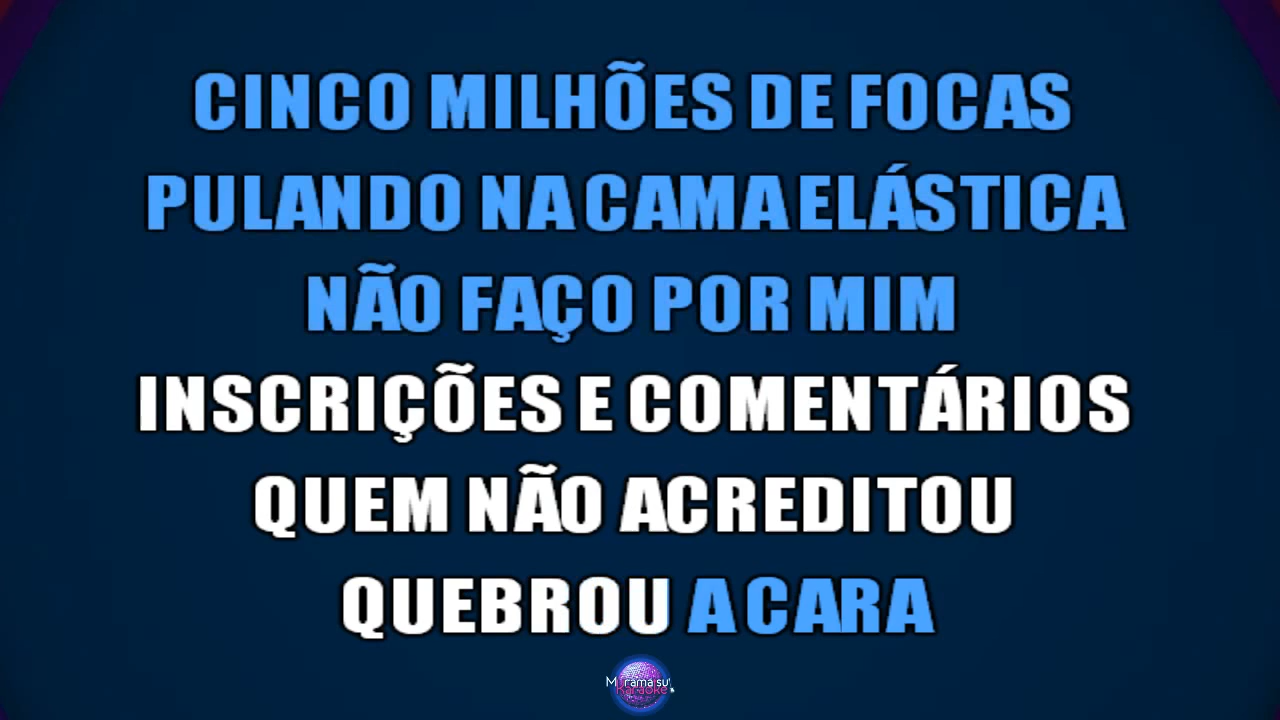 CINCO MILHÕES DE FOCAS
PULANDO NA CAMA ELÁSTICA
NÃO FAÇO POR MIM
INSCRIÇÕES E COMENTÁRIOS
QUEM NÃO ACREDITOU
QUEBROU A CARA
Karaoke